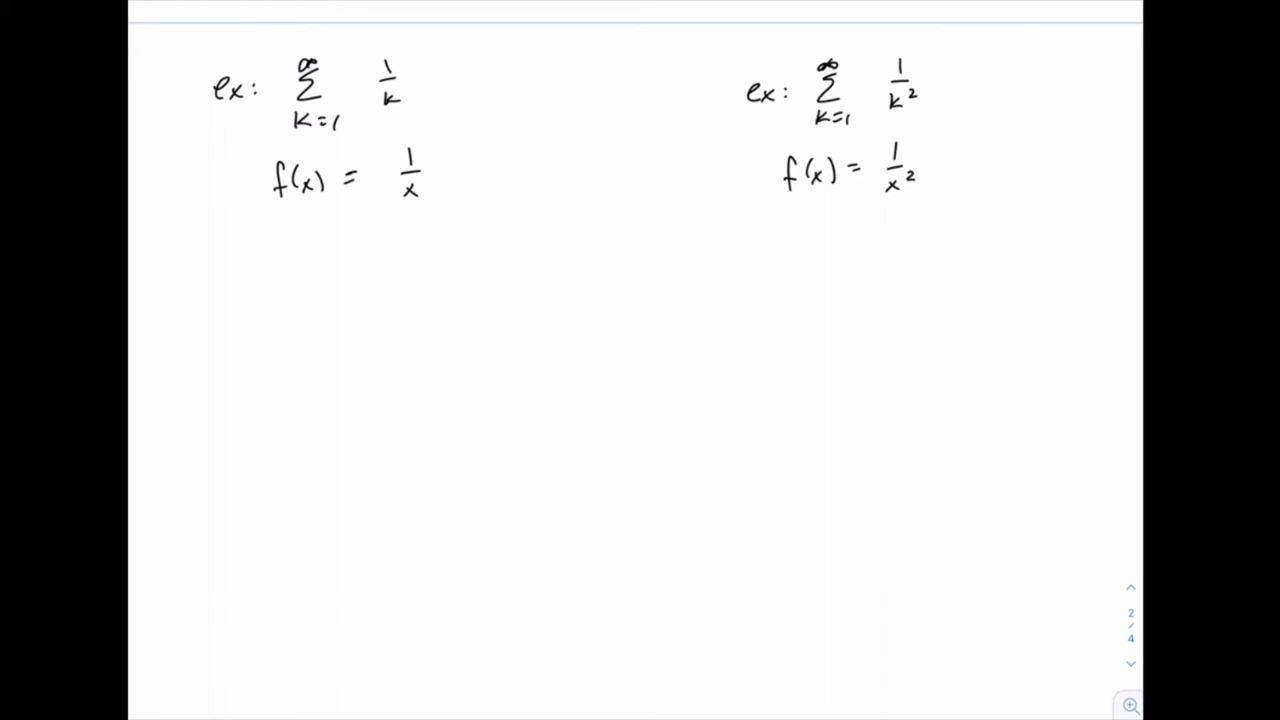 ex: ∞ ∑ k=1 1/k
f(x) = 1/x
ex: ∞ ∑ k=1 1/k²
f(x) = 1/x²
2
/
4